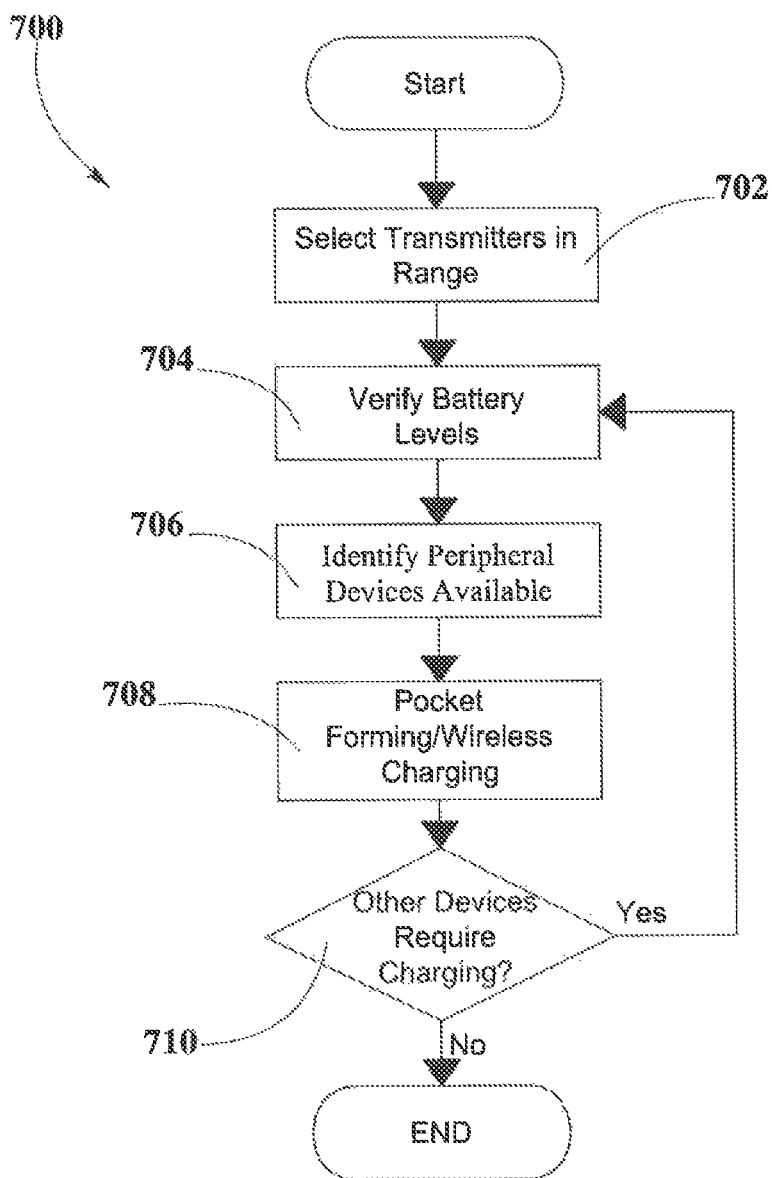 700
Start
702
Select Transmitters in
Range
704
Verify Battery
Levels
706
Identify Peripheral
Devices Available
708
Pocket
Forming/Wireless
Charging
Other Devices
Require
Charging?
Yes
710
No
END